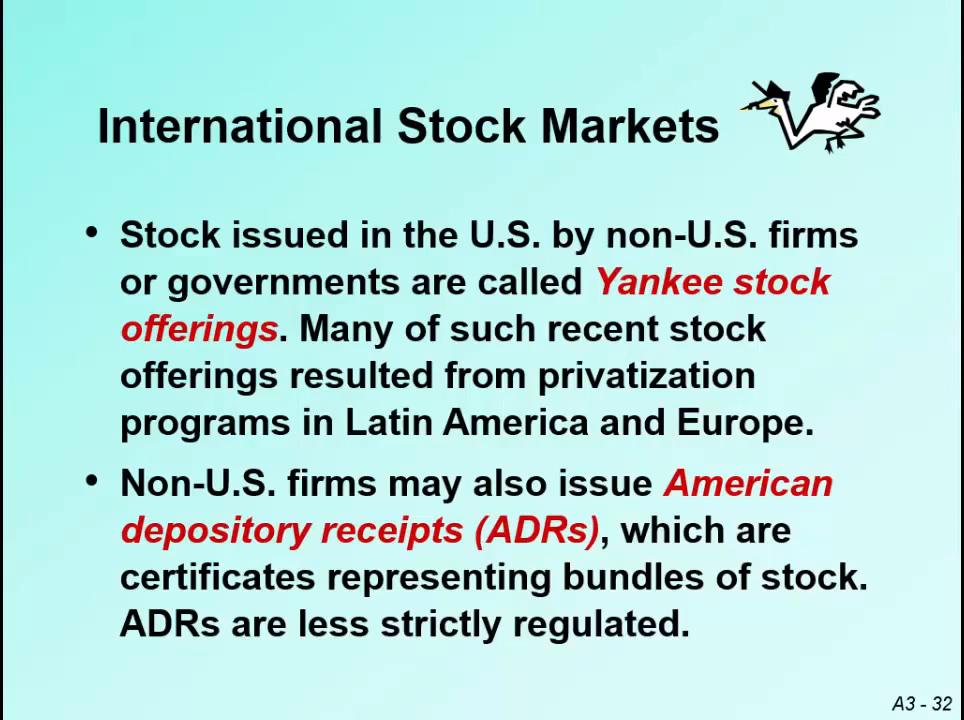 International Stock Markets
• Stock issued in the U.S. by non-U.S. firms
or governments are called Yankee stock
offerings. Many of such recent stock
offerings resulted from privatization
programs in Latin America and Europe.
• Non-U.S. firms may also issue American
depository receipts (ADRs), which are
certificates representing bundles of stock.
ADRs are less strictly regulated.
A3 - 32